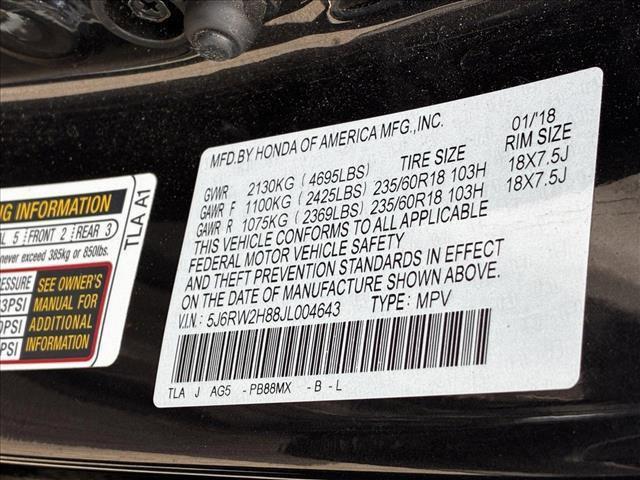 MFD.BY HONDA OF AMERICA MFG.,INC. 01/'18
TIRE SIZE RIM SIZE
GVWR 2130KG (4695LBS)
GAWR F 1100KG (2425LBS) 235/60R18 103H 18X7.5J
GAWR R 1075KG (2369LBS) 235/60R18 103H 18X7.5J
THIS VEHICLE CONFORMS TO ALL APPLICABLE
FEDERAL MOTOR VEHICLE SAFETY
AND THEFT PREVENTION STANDARDS IN EFFECT
ON THE DATE OF MANUFACTURE SHOWN ABOVE.
V.I.N.: 5J6RW2H88JL004643 TYPE: MPV
TLA J AG5 -PB88MX -B-L
INFORMATION
5 FRONT 2 REAR 3
never exceed 385kg or 850lbs.
TLA A1
SEE OWNER'S
MANUAL FOR
ADDITIONAL
INFORMATION
PSI